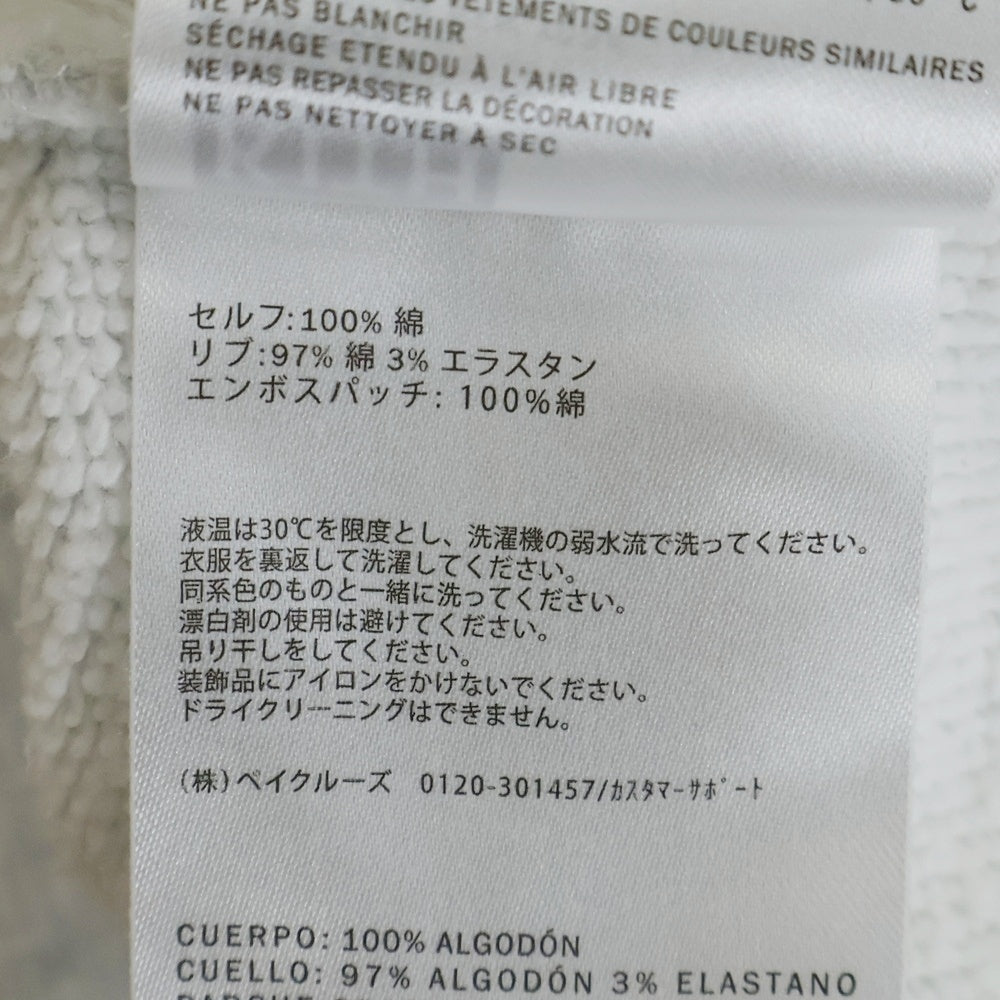 VÊTEMENTS DE COULEURS SIMILAIRES
NE PAS BLANCHIR
SÉCHAGE ETENDU À L'AIR LIBRE
NE PAS REPASSER LA DÉCORATION
NE PAS NETTOYER À SEC
セルフ:100% 綿
リブ:97% 綿 3% エラスタン
エンボスパッチ: 100%綿
液温は30℃を限度とし、洗濯機の弱水流で洗ってください。
衣服を裏返して洗濯してください。
同系色のものと一緒に洗ってください。
漂白剤の使用は避けてください。
吊り干しをしてください。
装飾品にアイロンをかけないでください。
ドライクリーニングはできません。
(株)ベイクルーズ 0120-301457/ｶｽﾀﾏｰｻﾎﾟｰﾄ
CUERPO: 100% ALGODÓN
CUELLO: 97% ALGODÓN 3% ELASTANO